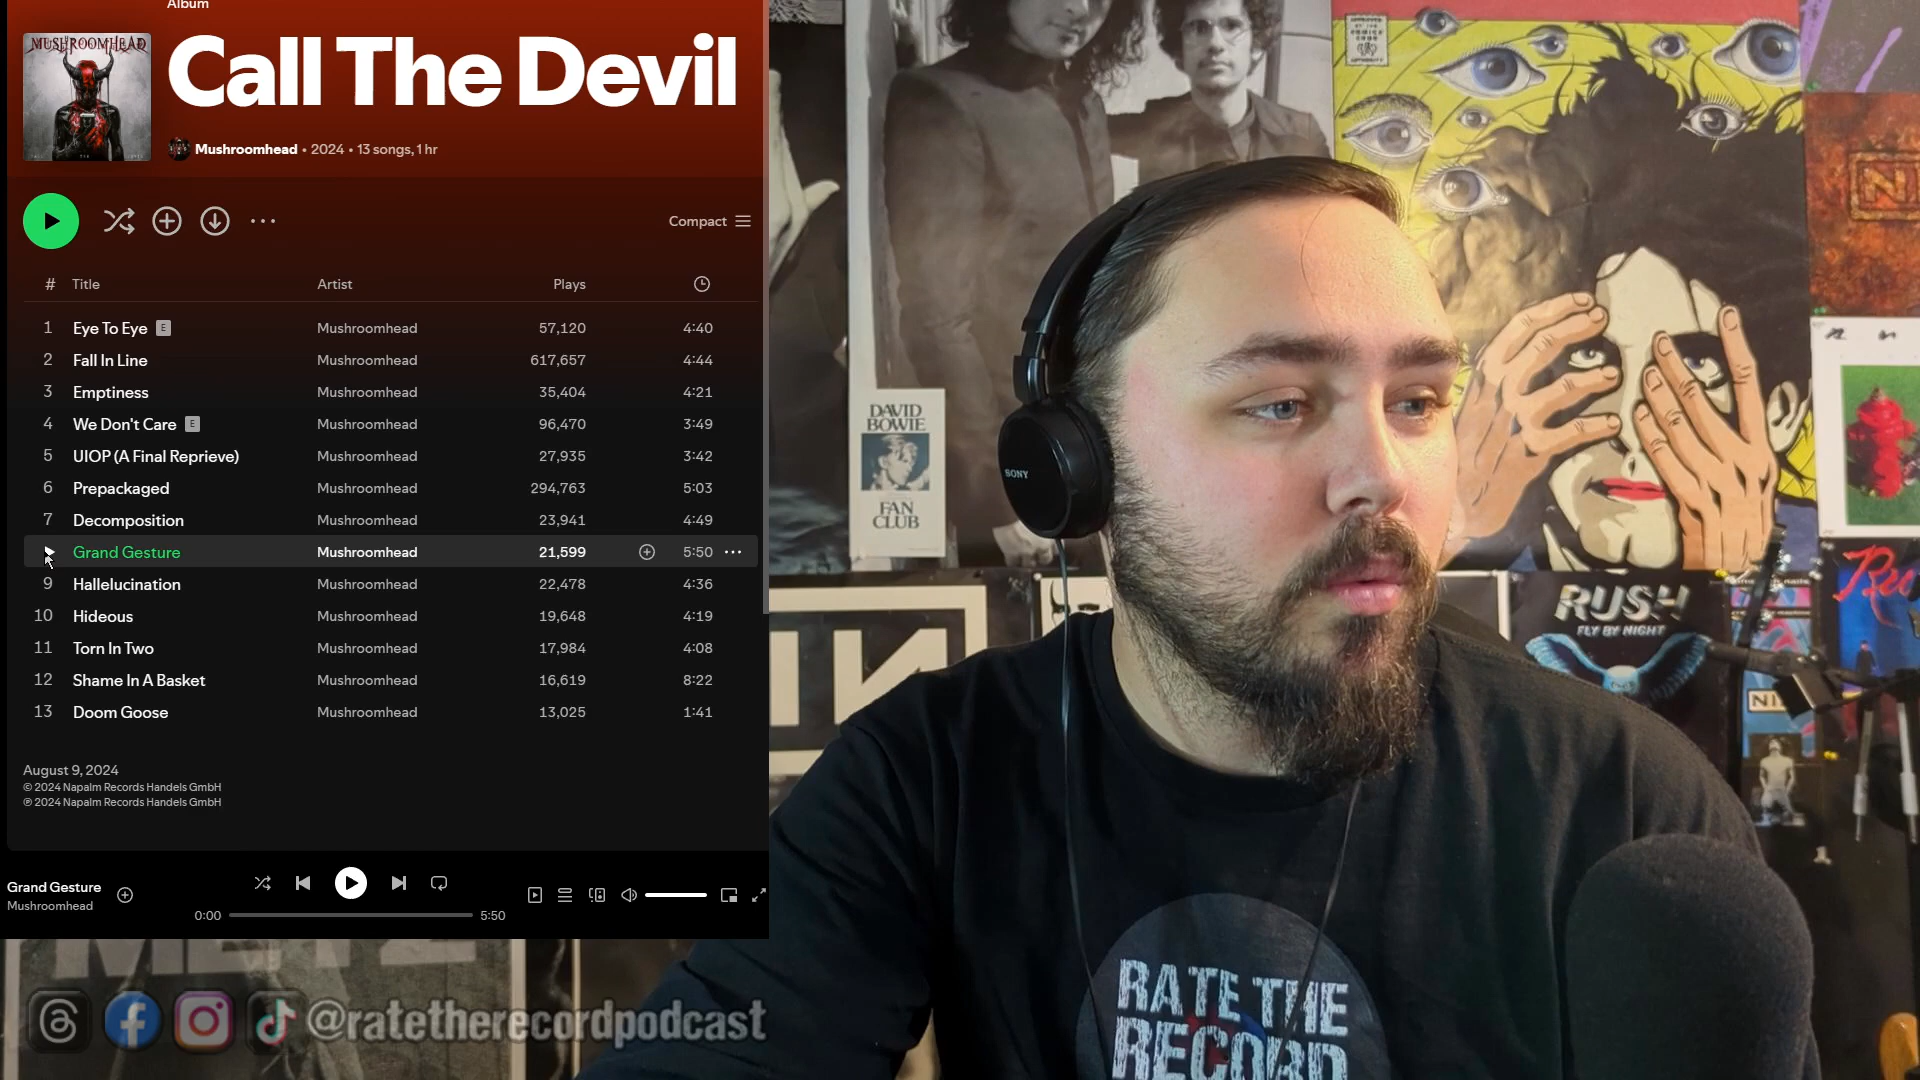 Album
Call The Devil
MUSHROOMHEAD
Mushroomhead • 2024 • 13 songs, 1 hr
Compact
# Title Artist Plays
1 Eye To Eye E Mushroomhead 57,120 4:40
2 Fall In Line Mushroomhead 617,657 4:44
3 Emptiness Mushroomhead 35,404 4:21
4 We Don't Care E Mushroomhead 96,470 3:49
5 UIOP (A Final Reprieve) Mushroomhead 27,935 3:42
6 Prepackaged Mushroomhead 294,763 5:03
7 Decomposition Mushroomhead 23,941 4:49
Grand Gesture Mushroomhead 21,599 5:50
9 Hallelucination Mushroomhead 22,478 4:36
10 Hideous Mushroomhead 19,648 4:19
11 Torn In Two Mushroomhead 17,984 4:08
12 Shame In A Basket Mushroomhead 16,619 8:22
13 Doom Goose Mushroomhead 13,025 1:41
August 9, 2024
© 2024 Napalm Records Handels GmbH
℗ 2024 Napalm Records Handels GmbH
Grand Gesture
Mushroomhead
0:00 5:50
@ratetherecordpodcast
DAVID
BOWIE
FAN
CLUB
SONY
RUSH
FLY BY NIGHT
RATE THE
RECORD